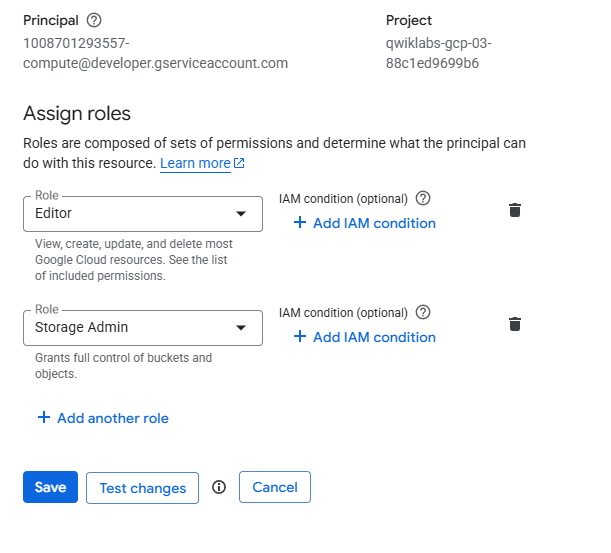 Principal
Project
1008701293557-
compute@developer.gserviceaccount.com
qwiklabs-gcp-03-
88c1ed9699b6
Assign roles
Roles are composed of sets of permissions and determine what the principal can
do with this resource. Learn more
Role
Editor
IAM condition (optional)
+ Add IAM condition
View, create, update, and delete most
Google Cloud resources. See the list
of included permissions.
Role
Storage Admin
IAM condition (optional)
+ Add IAM condition
Grants full control of buckets and
objects.
+ Add another role
Save
Test changes
Cancel